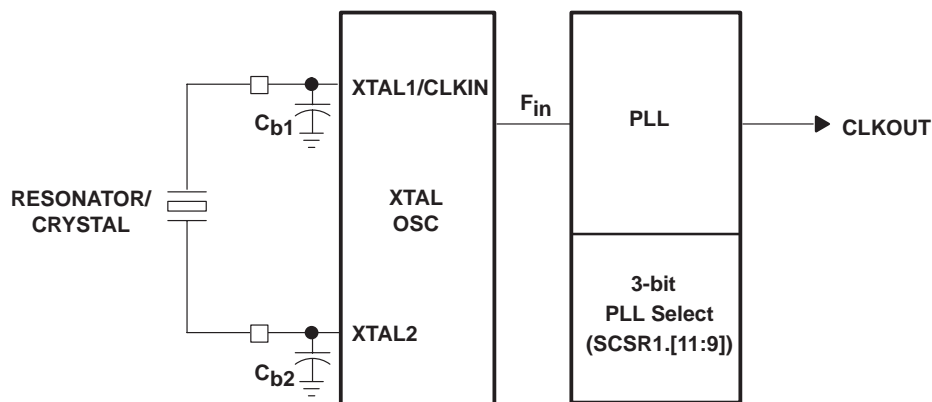 XTAL1/CLKIN
Cb1
Fin
PLL
CLKOUT
RESONATOR/
CRYSTAL
XTAL
OSC
3-bit
PLL Select
(SCSR1.[11:9])
XTAL2
Cb2